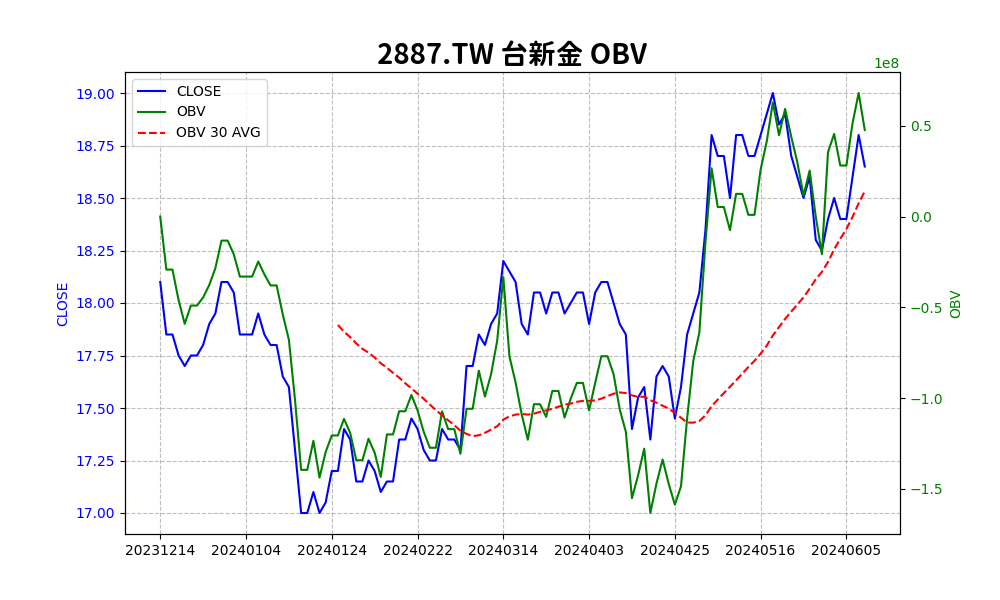 2887.TW 台新金 OBV
1e8
CLOSE
OBV
OBV 30 AVG
19.00
18.75
18.50
18.25
18.00
17.75
17.50
17.25
17.00
CLOSE
0.5
0.0
−0.5
−1.0
−1.5
OBV
20231214 20240104 20240124 20240222 20240314 20240403 20240425 20240516 20240605